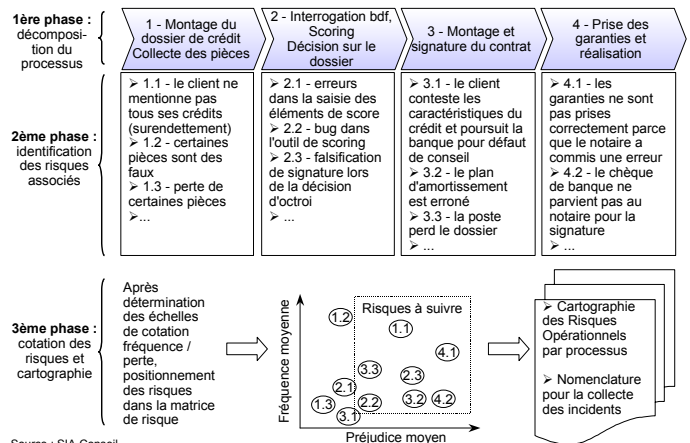 1ère phase :
décomposi-
tion du
processus
1 - Montage du
dossier de crédit
Collecte des pièces
2 - Interrogation bdf,
Scoring
Décision sur le
dossier
3 - Montage et
signature du contrat
4 - Prise des
garanties et
réalisation
2ème phase :
identification
des risques
associés
➢ 1.1 - le client ne
mentionne pas
tous ses crédits
(surendettement)
➢ 1.2 - certaines
pièces sont des
faux
➢ 1.3 - perte de
certaines pièces
➢...
➢ 2.1 - erreurs
dans la saisie des
éléments de score
➢ 2.2 - bug dans
l'outil de scoring
➢ 2.3 - falsification
de signature lors
de la décision
d'octroi
➢ ...
➢ 3.1 - le client
conteste les
caractéristiques du
crédit et poursuit la
banque pour défaut
de conseil
➢ 3.2 - le plan
d'amortissement
est erroné
➢ 3.3 - la poste
perd le dossier
➢ ...
➢ 4.1 - les
garanties ne sont
pas prises
correctement parce
que le notaire a
commis une erreur
➢ 4.2 - le chèque
de banque ne
parvient pas au
notaire pour la
signature
➢ ...
3ème phase :
cotation des
risques et
cartographie
Après
détermination
des échelles
de cotation
fréquence /
perte,
positionnement
des risques
dans la matrice
de risque
Fréquence moyenne
Risques à suivre
1.2
1.1
4.1
3.3
2.3
2.1
1.3
2.2
3.2
4.2
3.1
Préjudice moyen
➢ Cartographie
des Risques
Opérationnels
par processus
➢ Nomenclature
pour la collecte
des incidents
Source : SIA Conseil